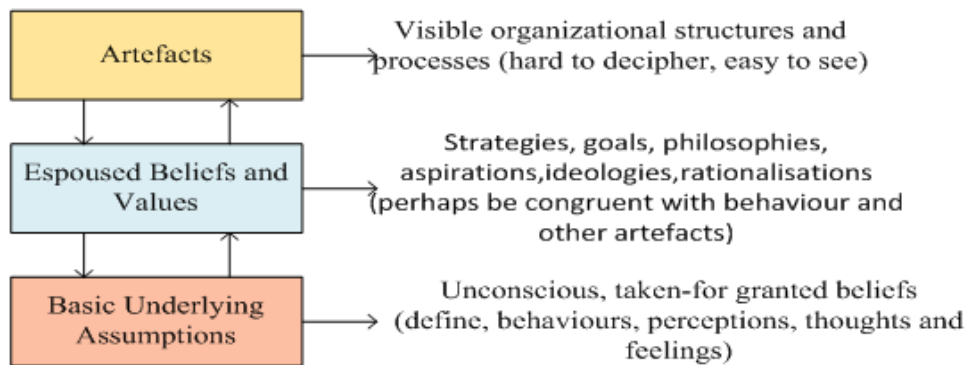 Artefacts
Visible organizational structures and
processes (hard to decipher, easy to see)
Espoused Beliefs and
Values
Strategies, goals, philosophies,
aspirations,ideologies,rationalisations
(perhaps be congruent with behaviour and
other artefacts)
Basic Underlying
Assumptions
Unconscious, taken-for granted beliefs
(define, behaviours, perceptions, thoughts and
feelings)